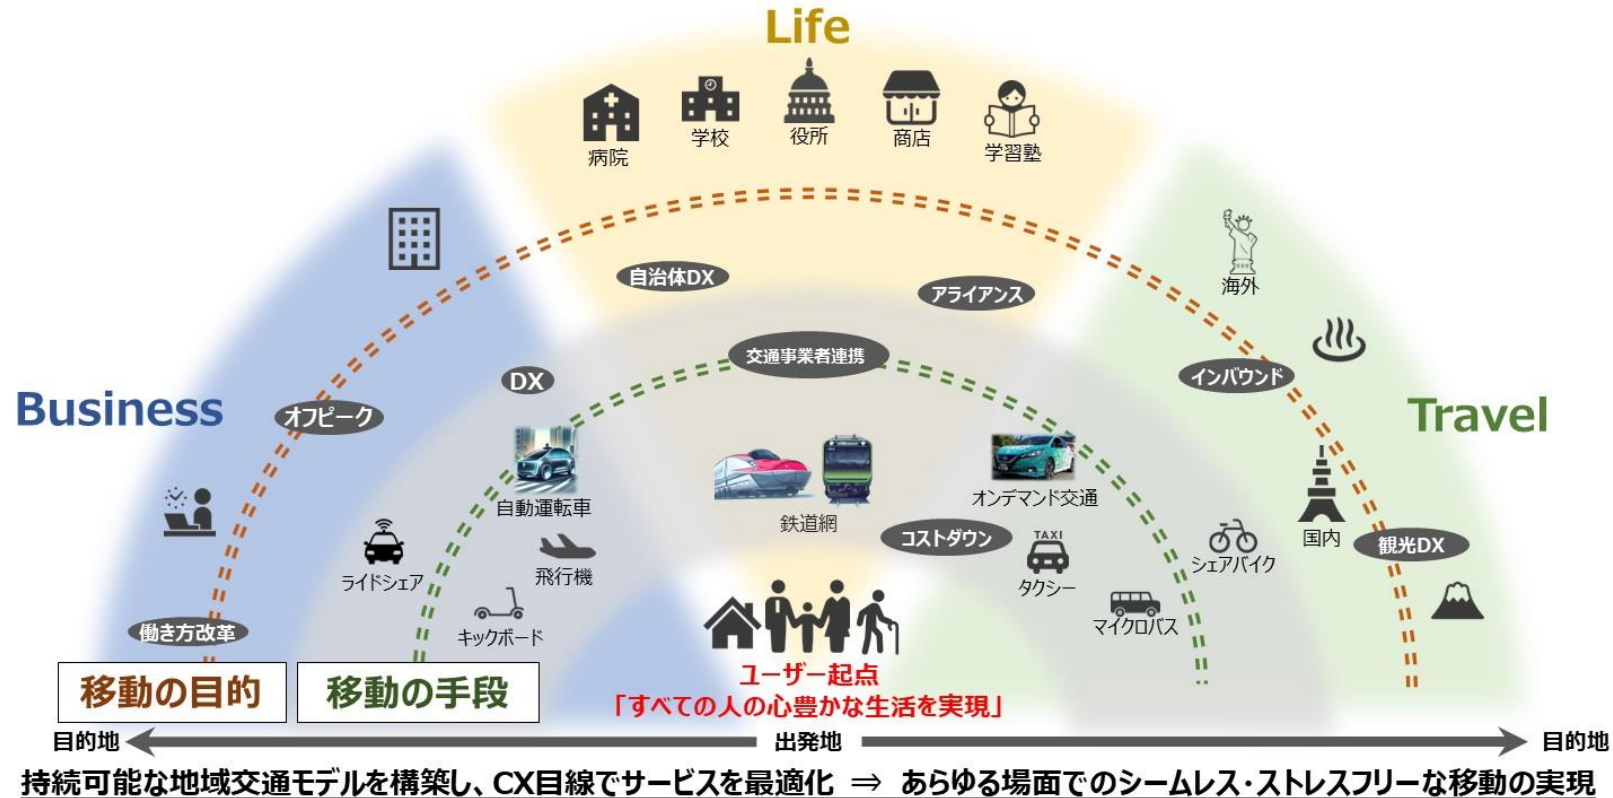 Life
病院
学校
役所
商店
学習塾
海外
自治体DX
アライアンス
交通事業者連携
DX
インバウンド
Business
オフピーク
Travel
自動運転車
鉄道網
オンデマンド交通
コストダウン
TAXI
タクシー
シェアバイク
国内
観光DX
ライドシェア
飛行機
キックボード
マイクロバス
働き方改革
移動の目的
移動の手段
ユーザー起点
「すべての人の心豊かな生活を実現」
目的地
出発地
目的地
持続可能な地域交通モデルを構築し、CX目線でサービスを最適化 ⇒ あらゆる場面でのシームレス・ストレスフリーな移動の実現